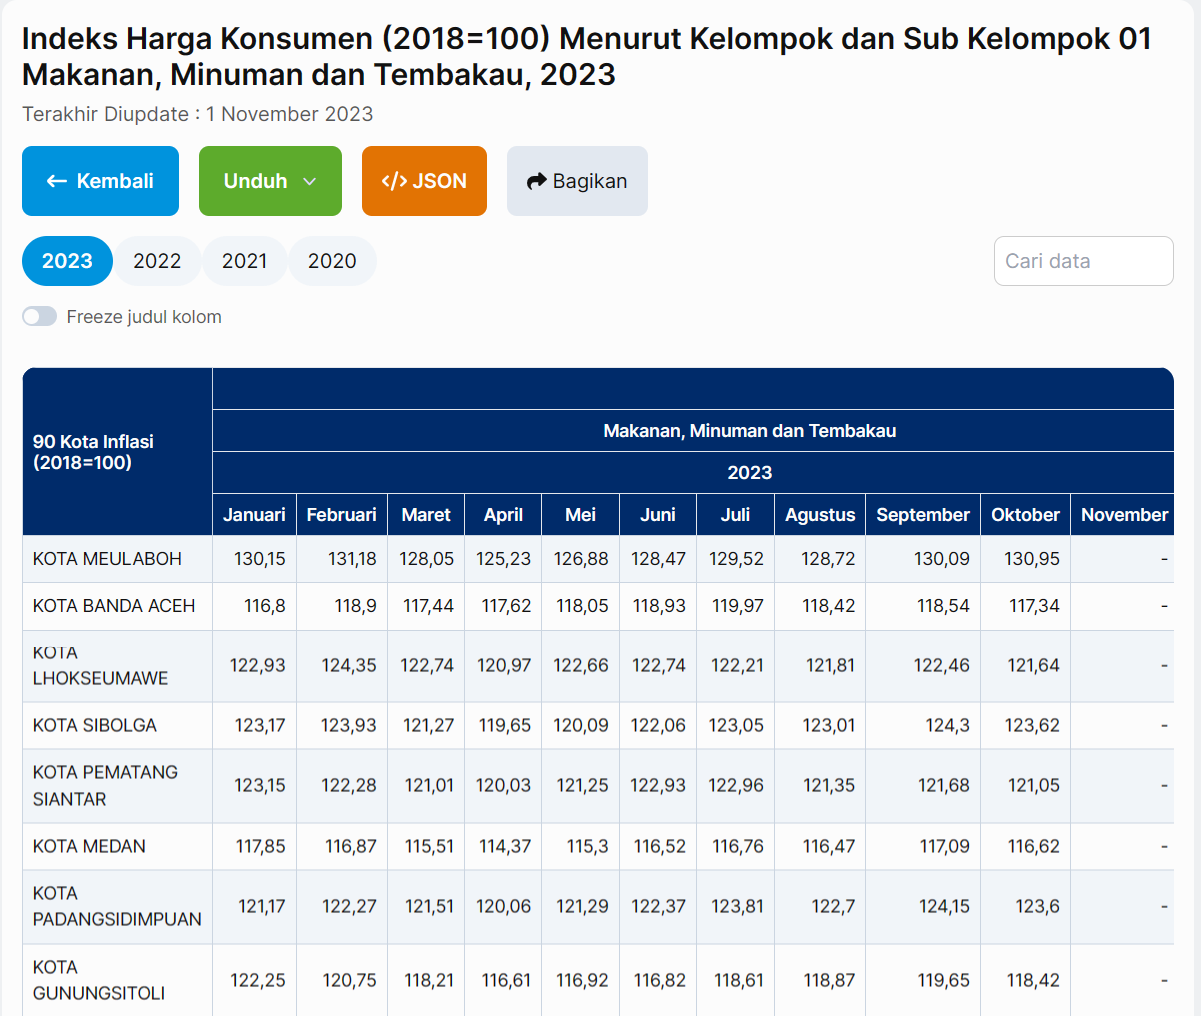 Indeks Harga Konsumen (2018=100) Menurut Kelompok dan Sub Kelompok 01
Makanan, Minuman dan Tembakau, 2023
Terakhir Diupdate : 1 November 2023
← Kembali Unduh </> JSON Bagikan
2023 2022 2021 2020 Cari data
Freeze judul kolom
90 Kota Inflasi
(2018=100)
Makanan, Minuman dan Tembakau
2023
Januari Februari Maret April Mei Juni Juli Agustus September Oktober November
KOTA MEULABOH 130,15 131,18 128,05 125,23 126,88 128,47 129,52 128,72 130,09 130,95 -
KOTA BANDA ACEH 116,8 118,9 117,44 117,62 118,05 118,93 119,97 118,42 118,54 117,34 -
KOTA
LHOKSEUMAWE 122,93 124,35 122,74 120,97 122,66 122,74 122,21 121,81 122,46 121,64 -
KOTA SIBOLGA 123,17 123,93 121,27 119,65 120,09 122,06 123,05 123,01 124,3 123,62 -
KOTA PEMATANG
SIANTAR 123,15 122,28 121,01 120,03 121,25 122,93 122,96 121,35 121,68 121,05 -
KOTA MEDAN 117,85 116,87 115,51 114,37 115,3 116,52 116,76 116,47 117,09 116,62 -
KOTA
PADANGSIDIMPUAN 121,17 122,27 121,51 120,06 121,29 122,37 123,81 122,7 124,15 123,6 -
KOTA
GUNUNGSITOLI 122,25 120,75 118,21 116,61 116,92 116,82 118,61 118,87 119,65 118,42 -